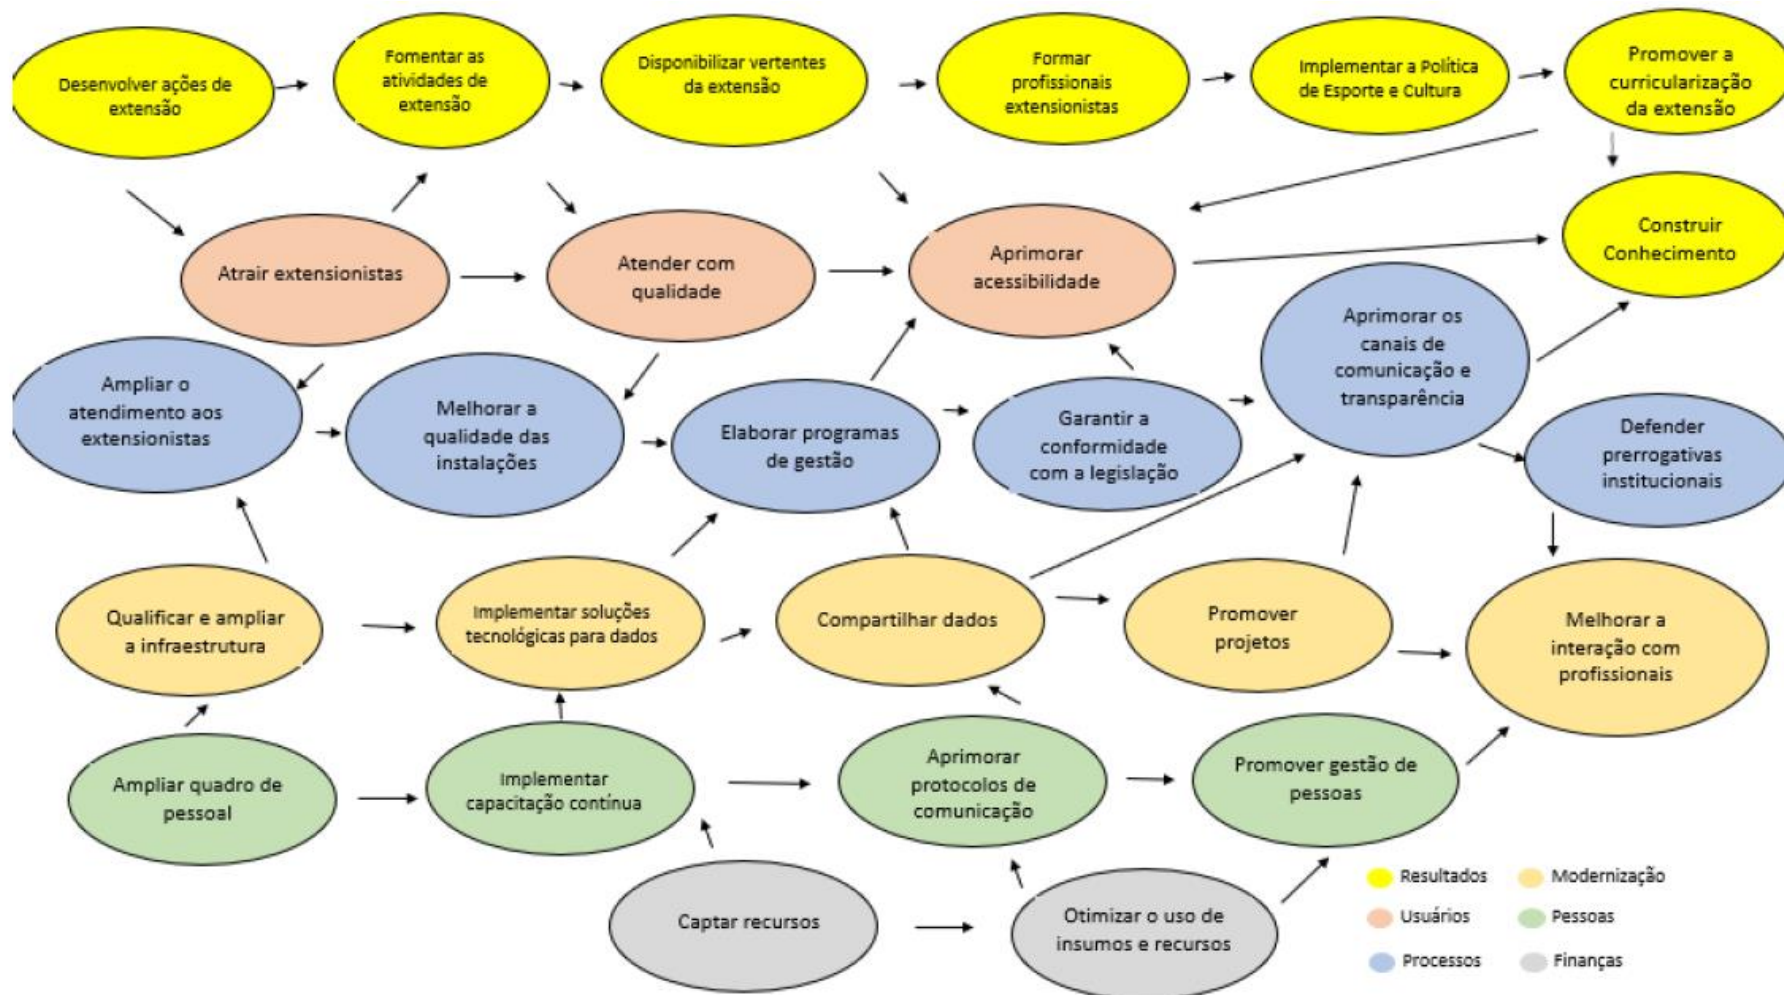 Desenvolver ações de
extensão
Fomentar as
atividades de
extensão
Disponibilizar vertentes
da extensão
Formar
profissionais
extensionistas
Implementar a Política
de Esporte e Cultura
Promover a
curricularização
da extensão
Atrair extensionistas
Atender com
qualidade
Aprimorar
acessibilidade
Construir
Conhecimento
Ampliar o
atendimento aos
extensionistas
Melhorar a
qualidade das
instalações
Elaborar programas
de gestão
Garantir a
conformidade
com a legislação
Aprimorar os
canais de
comunicação e
transparência
Defender
prerrogativas
institucionais
Qualificar e ampliar
a infraestrutura
Implementar soluções
tecnológicas para dados
Compartilhar dados
Promover
projetos
Melhorar a
interação com
profissionais
Ampliar quadro de
pessoal
Implementar
capacitação contínua
Aprimorar
protocolos de
comunicação
Promover gestão de
pessoas
Captar recursos
Otimizar o uso de
insumos e recursos
Resultados
Modernização
Usuários
Pessoas
Processos
Finanças